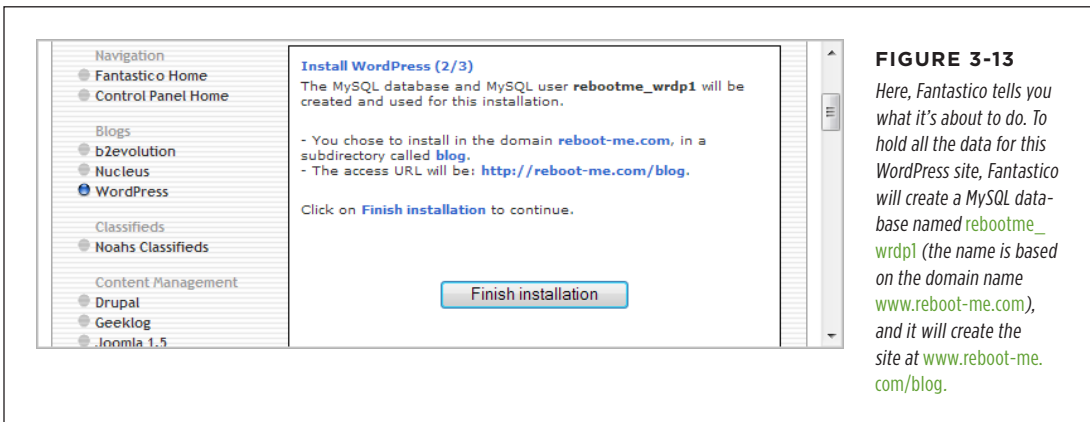 Navigation
Fantastico Home
Control Panel Home
Blogs
b2evolution
Nucleus
WordPress
Classifieds
Noahs Classifieds
Content Management
Drupal
Geeklog
Joomla 1.5
Install WordPress (2/3)
The MySQL database and MySQL user rebootme_wrdp1 will be
created and used for this installation.
- You chose to install in the domain reboot-me.com, in a
subdirectory called blog.
- The access URL will be: http://reboot-me.com/blog.
Click on Finish installation to continue.
Finish installation
FIGURE 3-13
Here, Fantastico tells you
what it's about to do. To
hold all the data for this
WordPress site, Fantastico
will create a MySQL data-
base named rebootme_
wrdp1 (the name is based
on the domain name
www.reboot-me.com),
and it will create the
site at www.reboot-me.
com/blog.